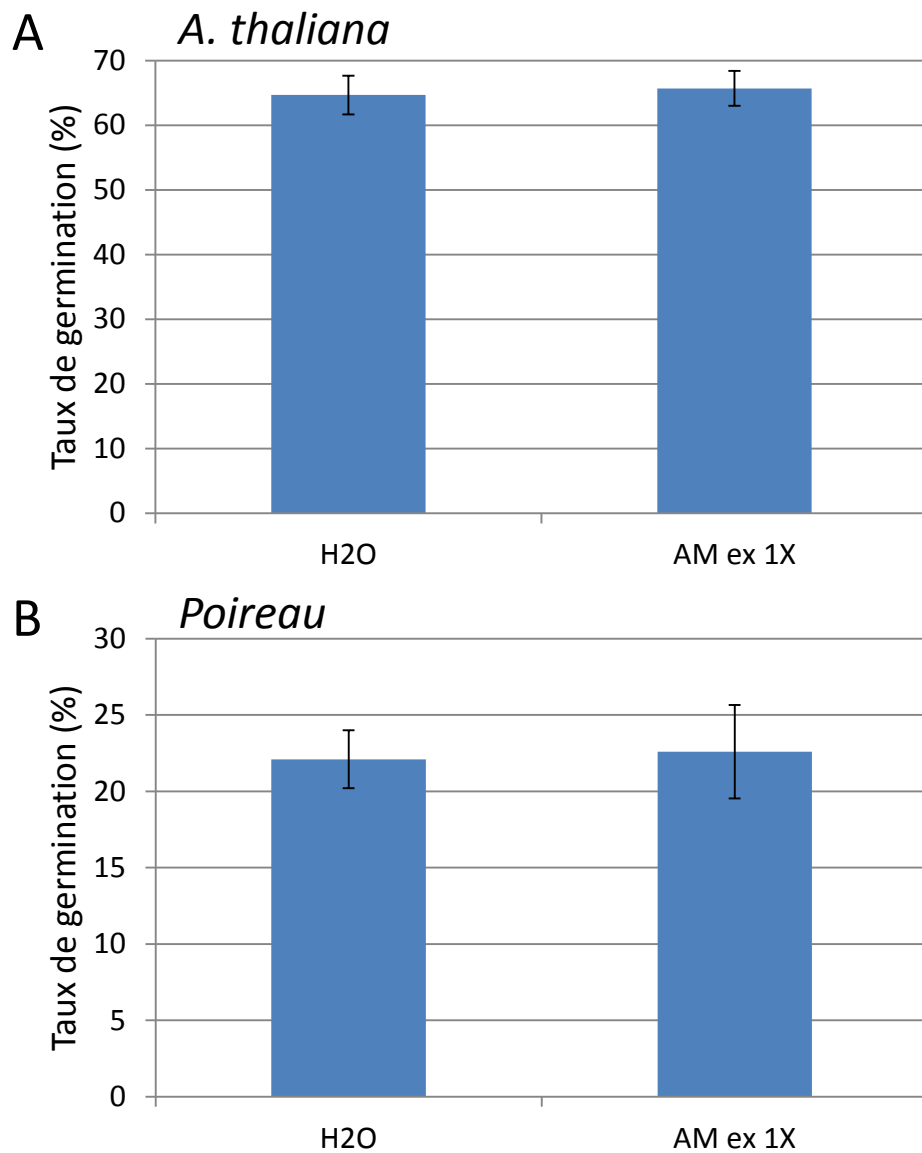 A
A. thaliana
Taux de germination (%)
70
60
50
40
30
20
10
0
H2O
AM ex 1X
B
Poireau
Taux de germination (%)
30
25
20
15
10
5
0
H2O
AM ex 1X